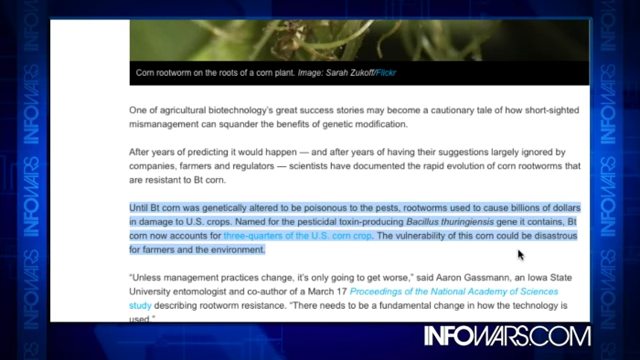 Corn rootworm on the roots of a corn plant. Image: Sarah Zukoff/Flickr
One of agricultural biotechnology's great success stories may become a cautionary tale of how short-sighted
mismanagement can squander the benefits of genetic modification.
After years of predicting it would happen — and after years of having their suggestions largely ignored by
companies, farmers and regulators — scientists have documented the rapid evolution of corn rootworms that
are resistant to Bt corn.
Until Bt corn was genetically altered to be poisonous to the pests, rootworms used to cause billions of dollars
in damage to U.S. crops. Named for the pesticidal toxin-producing Bacillus thuringiensis gene it contains, Bt
corn now accounts for three-quarters of the U.S. corn crop. The vulnerability of this corn could be disastrous
for farmers and the environment.
"Unless management practices change, it's only going to get worse," said Aaron Gassmann, an Iowa State
University entomologist and co-author of a March 17 Proceedings of the National Academy of Sciences
study describing rootworm resistance. "There needs to be a fundamental change in how the technology is
used."
INFOWARS.COM
INFOWARS
INFOWARS
INFOWARS
INFOWARS